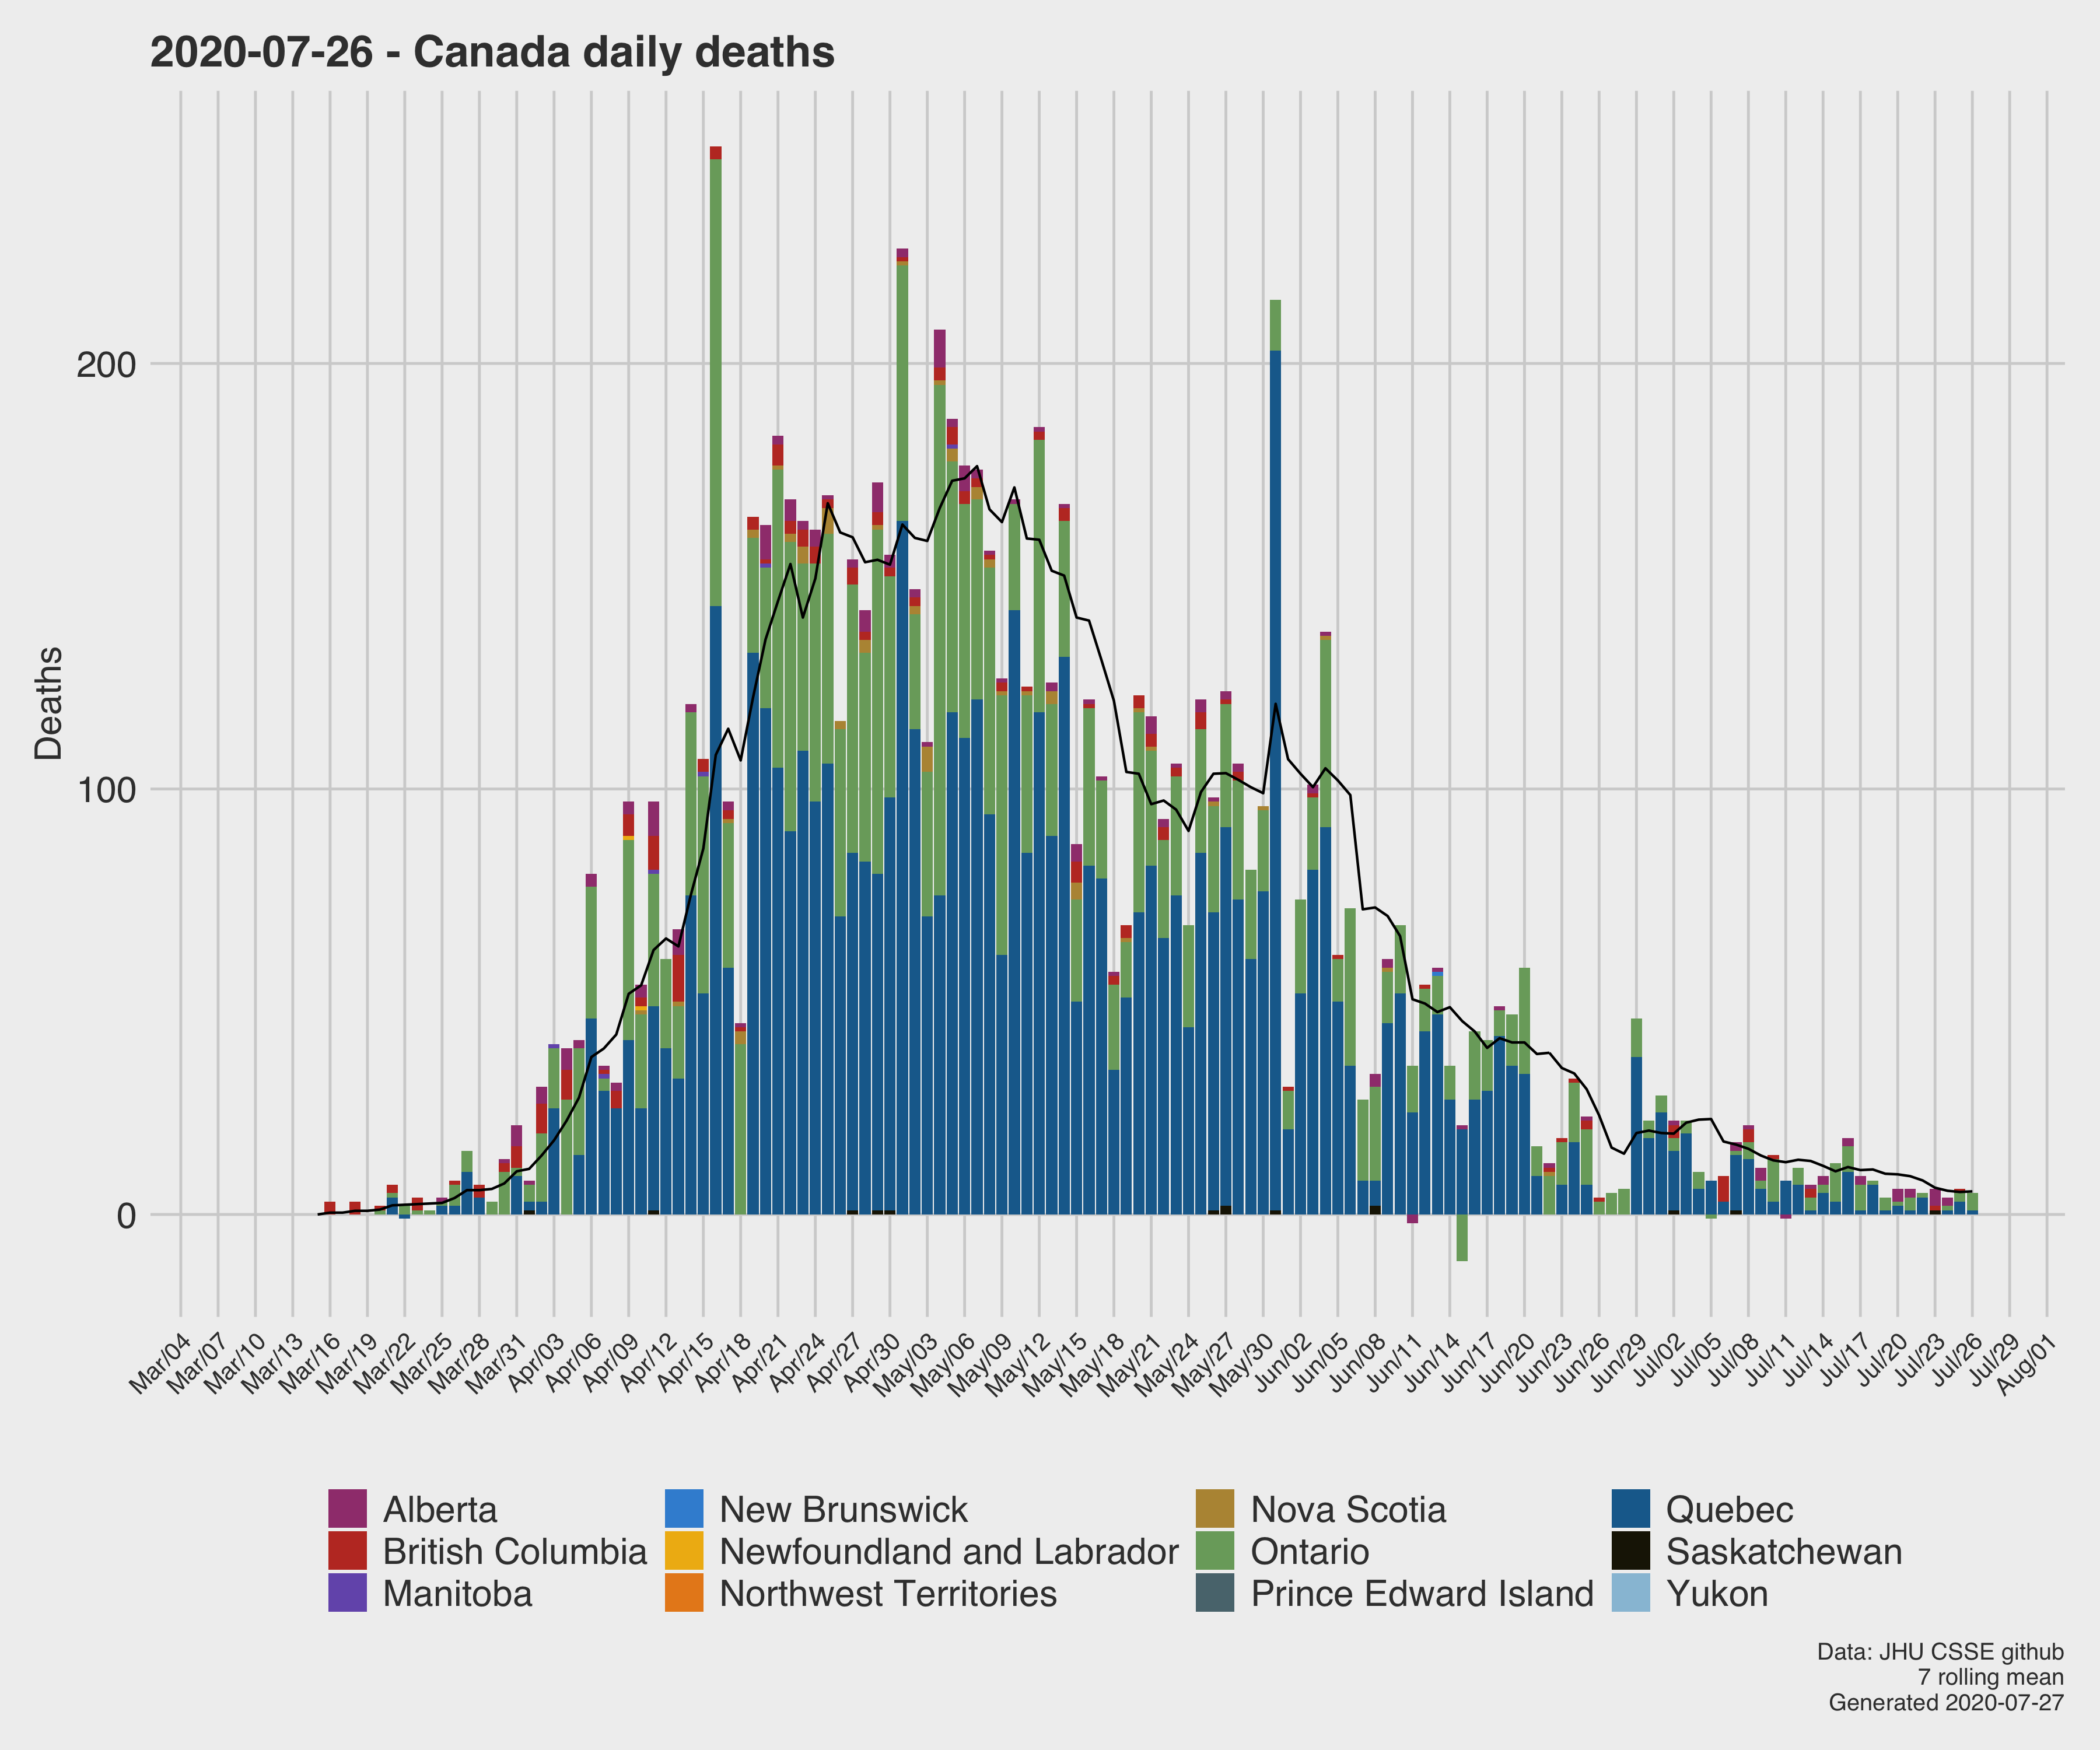 2020-07-26 - Canada daily deaths
Deaths
200
100
0
Mar/04 Mar/07 Mar/10 Mar/13 Mar/16 Mar/19 Mar/22 Mar/25 Mar/28 Mar/31 Apr/03 Apr/06 Apr/09 Apr/12 Apr/15 Apr/18 Apr/21 Apr/24 Apr/27 Apr/30 May/03 May/06 May/09 May/12 May/15 May/18 May/21 May/24 May/27 May/30 Jun/02 Jun/05 Jun/08 Jun/11 Jun/14 Jun/17 Jun/20 Jun/23 Jun/26 Jun/29 Jul/02 Jul/05 Jul/08 Jul/11 Jul/14 Jul/17 Jul/20 Jul/23 Jul/26 Jul/29 Aug/01
Alberta New Brunswick Nova Scotia Quebec
British Columbia Newfoundland and Labrador Ontario Saskatchewan
Manitoba Northwest Territories Prince Edward Island Yukon
Data: JHU CSSE github
7 rolling mean
Generated 2020-07-27